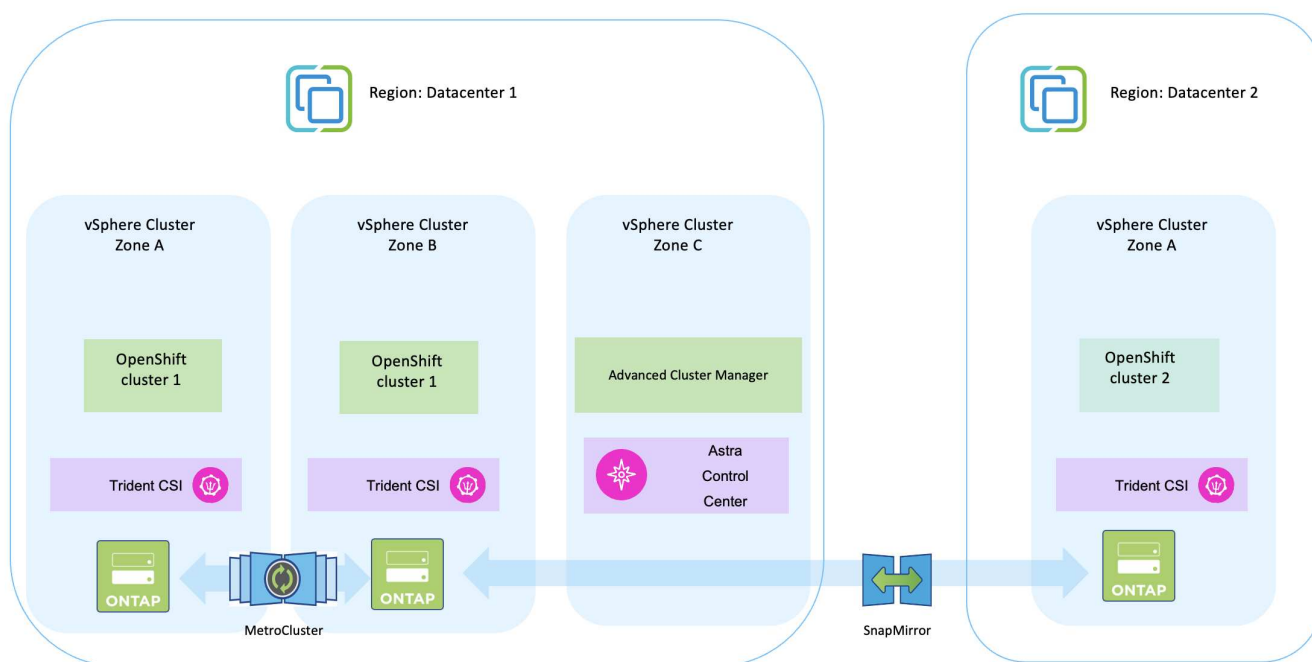 Region: Datacenter 1
Region: Datacenter 2
vSphere Cluster
Zone A
vSphere Cluster
Zone B
vSphere Cluster
Zone C
vSphere Cluster
Zone A
OpenShift
cluster 1
OpenShift
cluster 1
Advanced Cluster Manager
OpenShift
cluster 2
Trident CSI
Trident CSI
Astra
Control
Center
Trident CSI
ONTAP
ONTAP
ONTAP
MetroCluster
SnapMirror